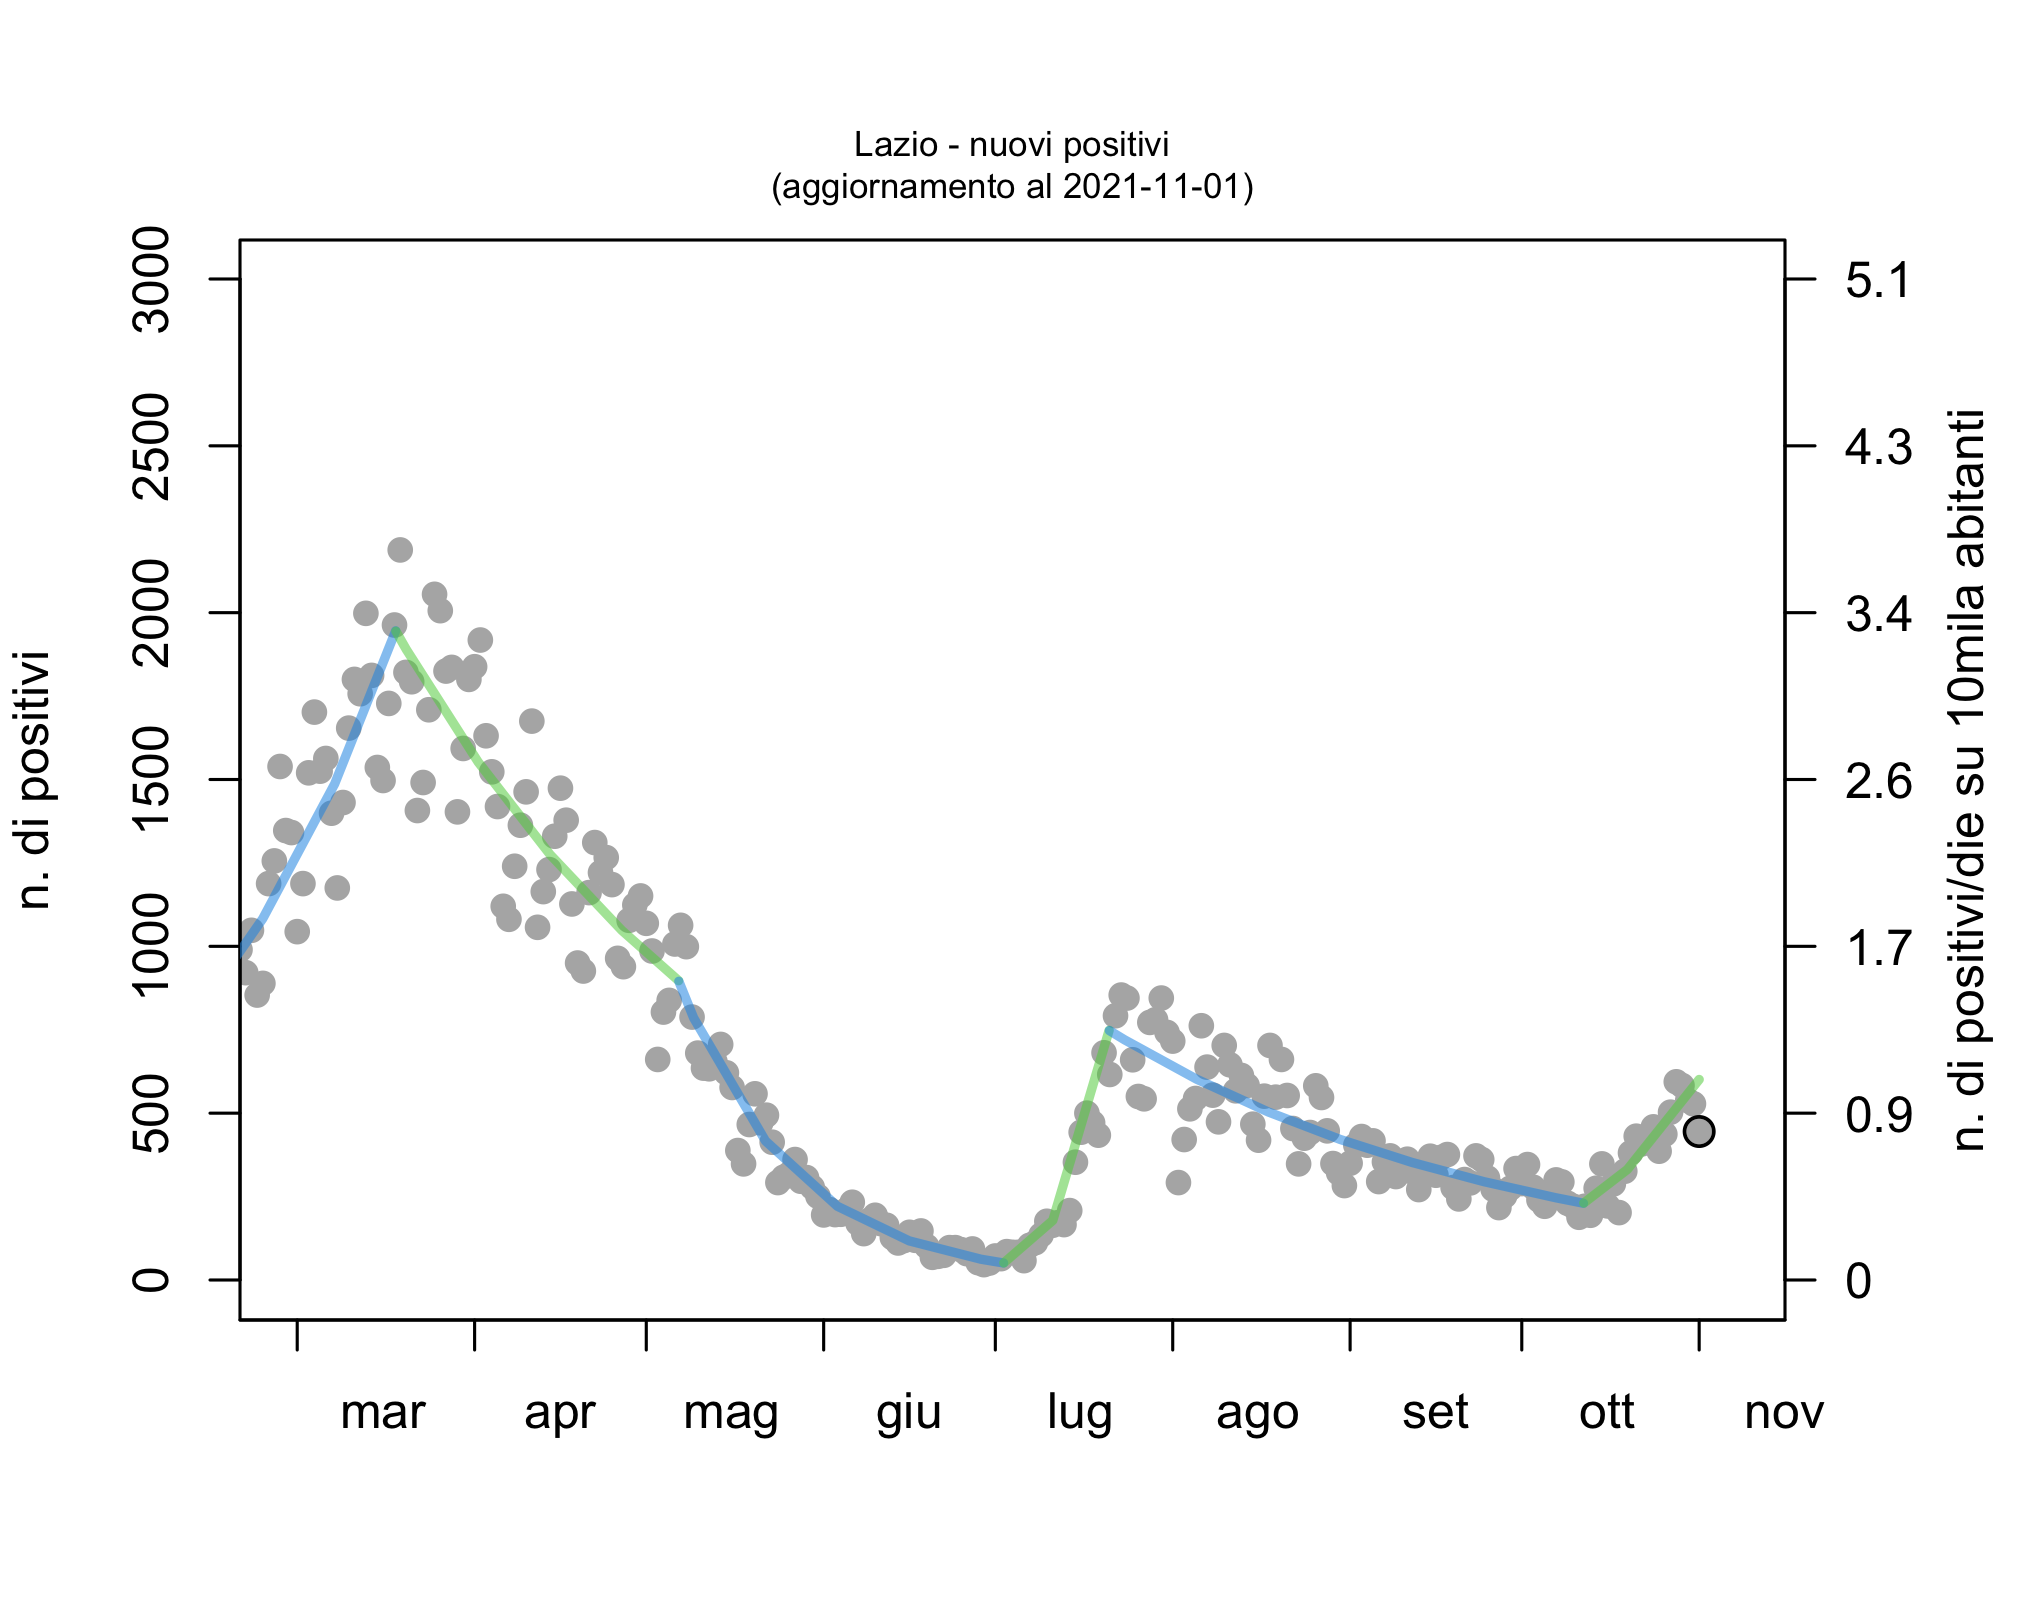 Lazio - nuovi positivi
(aggiornamento al 2021-11-01)
n. di positivi
3000
2500
2000
1500
1000
500
0
5.1
4.3
3.4
2.6
1.7
0.9
0
n. di positivi/die su 10mila abitanti
mar apr mag giu lug ago set ott nov